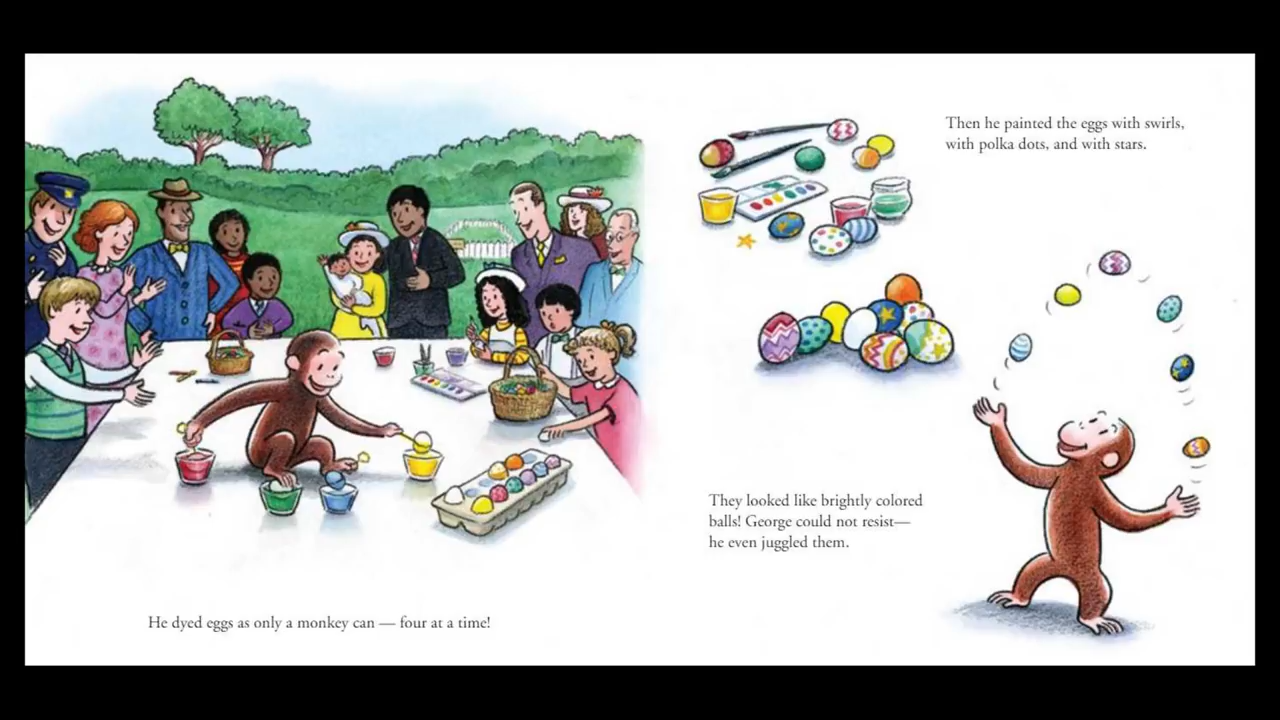 He dyed eggs as only a monkey can — four at a time!
Then he painted the eggs with swirls,
with polka dots, and with stars.
They looked like brightly colored
balls! George could not resist—
he even juggled them.